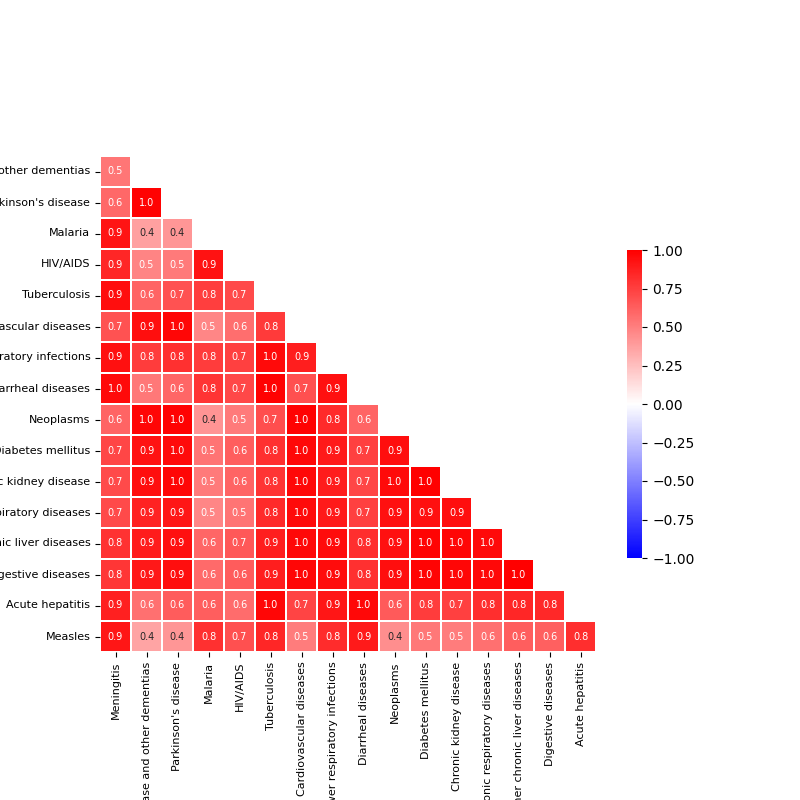 other dementias 0.5
kinson's disease 0.6 1.0
Malaria 0.9 0.4 0.4
HIV/AIDS 0.9 0.5 0.5 0.9
Tuberculosis 0.9 0.6 0.7 0.8 0.7
ascular diseases 0.7 0.9 1.0 0.5 0.6 0.8
ratory infections 0.9 0.8 0.8 0.8 0.7 1.0 0.9
arrheal diseases 1.0 0.5 0.6 0.8 0.7 1.0 0.7 0.9
Neoplasms 0.6 1.0 1.0 0.4 0.5 0.7 1.0 0.8 0.6
Diabetes mellitus 0.7 0.9 1.0 0.5 0.6 0.8 1.0 0.9 0.7 0.9
c kidney disease 0.7 0.9 1.0 0.5 0.6 0.8 1.0 0.9 0.7 1.0 1.0
piratory diseases 0.7 0.9 0.9 0.5 0.5 0.8 1.0 0.9 0.7 0.9 0.9 0.9
nic liver diseases 0.8 0.9 0.9 0.6 0.7 0.9 1.0 0.9 0.8 0.9 1.0 1.0 1.0
igestive diseases 0.8 0.9 0.9 0.6 0.6 0.9 1.0 0.9 0.8 0.9 1.0 1.0 1.0 1.0
Acute hepatitis 0.9 0.6 0.6 0.6 0.6 1.0 0.7 0.9 1.0 0.6 0.8 0.7 0.8 0.8 0.8
Measles 0.9 0.4 0.4 0.8 0.7 0.8 0.5 0.8 0.9 0.4 0.5 0.5 0.6 0.6 0.6 0.8
Meningitis
ase and other dementias
Parkinson's disease
Malaria
HIV/AIDS
Tuberculosis
Cardiovascular diseases
wer respiratory infections
Diarrheal diseases
Neoplasms
Diabetes mellitus
Chronic kidney disease
onic respiratory diseases
her chronic liver diseases
Digestive diseases
Acute hepatitis
1.00
0.75
0.50
0.25
0.00
−0.25
−0.50
−0.75
−1.00